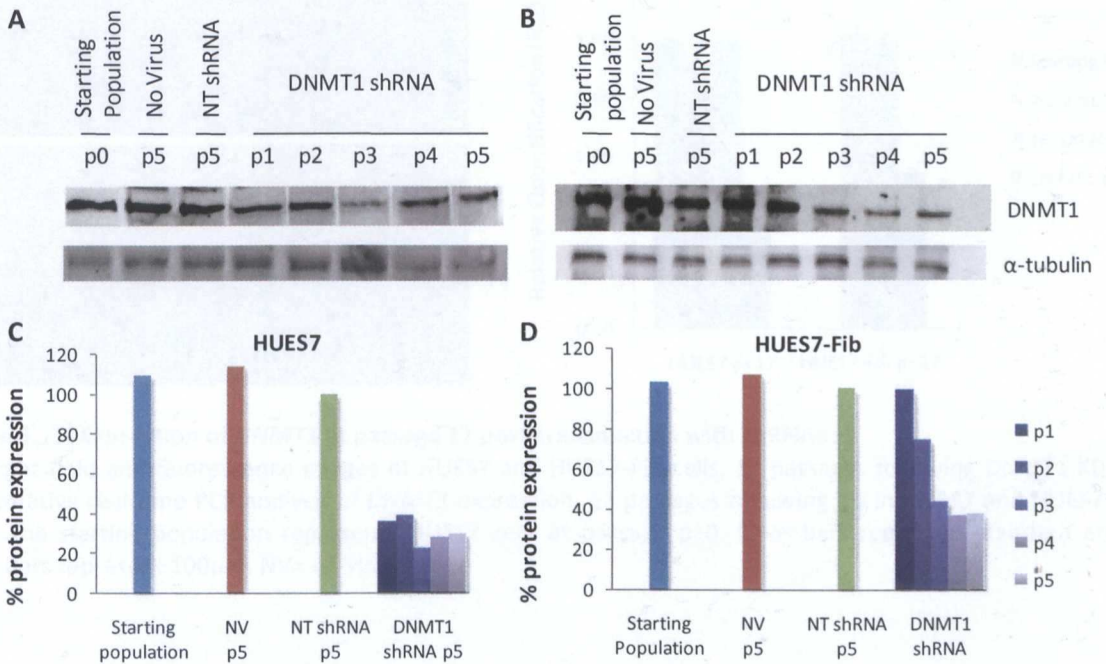 A
Starting Population
No Virus
NT shRNA
DNMT1 shRNA
p0 p5 p5 p1 p2 p3 p4 p5
B
Starting population
No Virus
NT shRNA
DNMT1 shRNA
p0 p5 p5 p1 p2 p3 p4 p5
DNMT1
α-tubulin
C
HUES7
% protein expression
120
100
80
60
40
20
0
Starting population
NV p5
NT shRNA p5
DNMT1 shRNA p5
D
HUES7-Fib
% protein expression
120
100
80
60
40
20
0
Starting Population
NV p5
NT shRNA p5
DNMT1 shRNA
p1
p2
p3
p4
p5